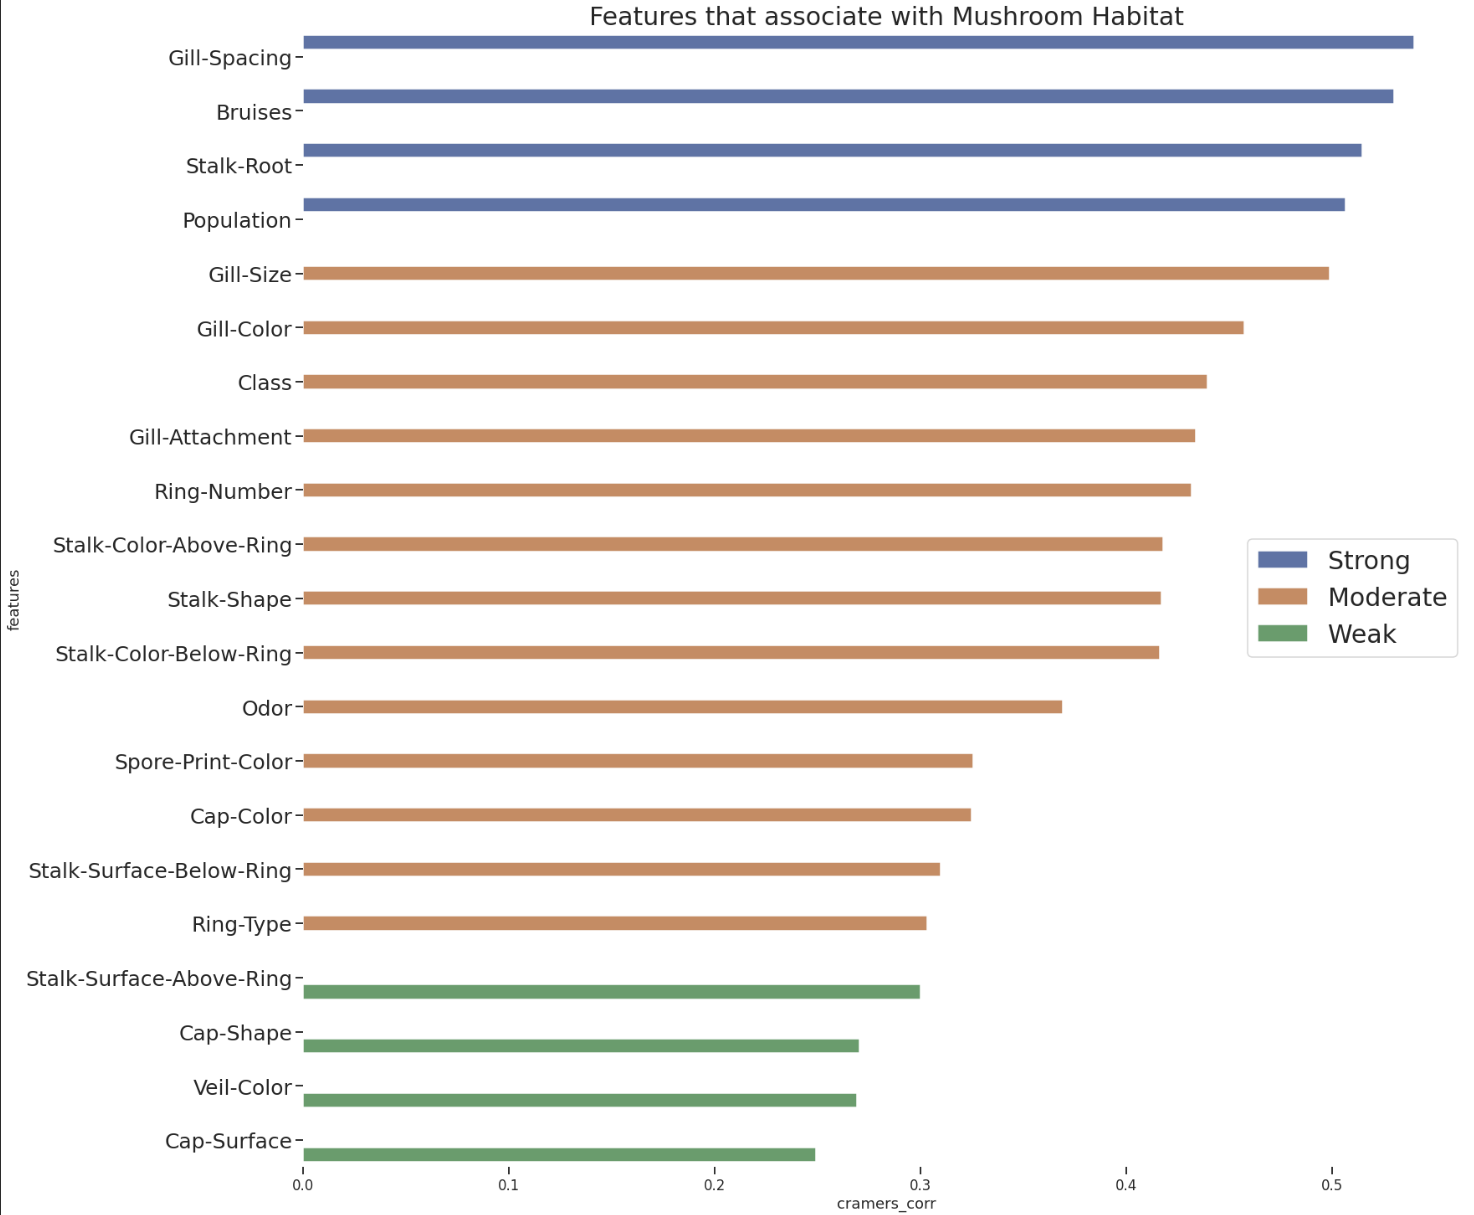 Features that associate with Mushroom Habitat
Gill-Spacing
Bruises
Stalk-Root
Population
Gill-Size
Gill-Color
Class
Gill-Attachment
Ring-Number
Stalk-Color-Above-Ring
Stalk-Shape
Stalk-Color-Below-Ring
Odor
Spore-Print-Color
Cap-Color
Stalk-Surface-Below-Ring
Ring-Type
Stalk-Surface-Above-Ring
Cap-Shape
Veil-Color
Cap-Surface
features
Strong
Moderate
Weak
0.0 0.1 0.2 0.3 0.4 0.5
cramers_corr